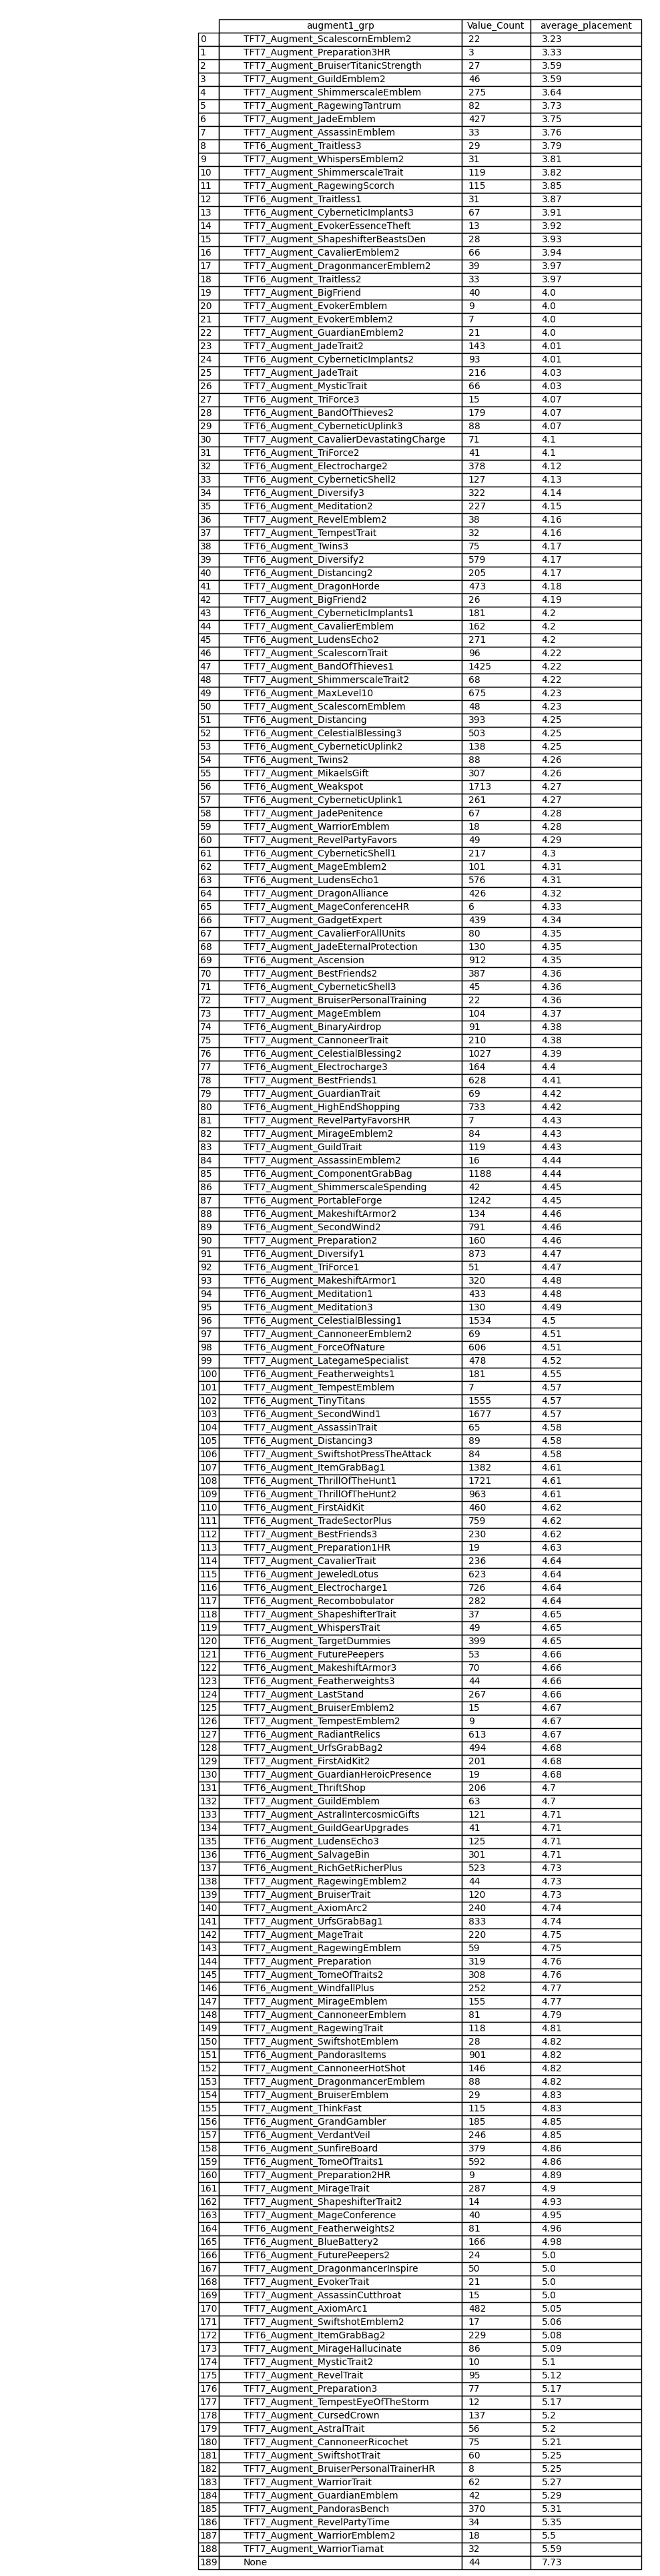 augment1_grp Value_Count average_placement
0 TFT7_Augment_ScalescornEmblem2 22 3.23
1 TFT7_Augment_Preparation3HR 3 3.33
2 TFT7_Augment_BruiserTitanicStrength 27 3.59
3 TFT7_Augment_GuildEmblem2 46 3.59
4 TFT7_Augment_ShimmerscaleEmblem 275 3.64
5 TFT7_Augment_RagewingTantrum 82 3.73
6 TFT7_Augment_JadeEmblem 427 3.75
7 TFT7_Augment_AssassinEmblem 33 3.76
8 TFT6_Augment_Traitless3 29 3.79
9 TFT7_Augment_WhispersEmblem2 31 3.81
10 TFT7_Augment_ShimmerscaleTrait 119 3.82
11 TFT7_Augment_RagewingScorch 115 3.85
12 TFT6_Augment_Traitless1 31 3.87
13 TFT6_Augment_CyberneticImplants3 67 3.91
14 TFT7_Augment_EvokerEssenceTheft 13 3.92
15 TFT7_Augment_ShapeshifterBeastsDen 28 3.93
16 TFT7_Augment_CavalierEmblem2 66 3.94
17 TFT7_Augment_DragonmancerEmblem2 39 3.97
18 TFT6_Augment_Traitless2 33 3.97
19 TFT7_Augment_BigFriend 40 4.0
20 TFT7_Augment_EvokerEmblem 9 4.0
21 TFT7_Augment_EvokerEmblem2 7 4.0
22 TFT7_Augment_GuardianEmblem2 21 4.0
23 TFT7_Augment_JadeTrait2 143 4.01
24 TFT6_Augment_CyberneticImplants2 93 4.01
25 TFT7_Augment_JadeTrait 216 4.03
26 TFT7_Augment_MysticTrait 66 4.03
27 TFT6_Augment_TriForce3 15 4.07
28 TFT6_Augment_BandOfThieves2 179 4.07
29 TFT6_Augment_CyberneticUplink3 88 4.07
30 TFT7_Augment_CavalierDevastatingCharge 71 4.1
31 TFT6_Augment_TriForce2 41 4.1
32 TFT6_Augment_Electrocharge2 378 4.12
33 TFT6_Augment_CyberneticShell2 127 4.13
34 TFT6_Augment_Diversify3 322 4.14
35 TFT6_Augment_Meditation2 227 4.15
36 TFT7_Augment_RevelEmblem2 38 4.16
37 TFT7_Augment_TempestTrait 32 4.16
38 TFT6_Augment_Twins3 75 4.17
39 TFT6_Augment_Diversify2 579 4.17
40 TFT6_Augment_Distancing2 205 4.17
41 TFT7_Augment_DragonHorde 473 4.18
42 TFT7_Augment_BigFriend2 26 4.19
43 TFT6_Augment_CyberneticImplants1 181 4.2
44 TFT7_Augment_CavalierEmblem 162 4.2
45 TFT6_Augment_LudensEcho2 271 4.2
46 TFT7_Augment_ScalescornTrait 96 4.22
47 TFT7_Augment_BandOfThieves1 1425 4.22
48 TFT7_Augment_ShimmerscaleTrait2 68 4.22
49 TFT6_Augment_MaxLevel10 675 4.23
50 TFT7_Augment_ScalescornEmblem 48 4.23
51 TFT6_Augment_Distancing 393 4.25
52 TFT6_Augment_CelestialBlessing3 503 4.25
53 TFT6_Augment_CyberneticUplink2 138 4.25
54 TFT6_Augment_Twins2 88 4.26
55 TFT7_Augment_MikaelsGift 307 4.26
56 TFT6_Augment_Weakspot 1713 4.27
57 TFT6_Augment_CyberneticUplink1 261 4.27
58 TFT7_Augment_JadePenitence 67 4.28
59 TFT7_Augment_WarriorEmblem 18 4.28
60 TFT7_Augment_RevelPartyFavors 49 4.29
61 TFT6_Augment_CyberneticShell1 217 4.3
62 TFT7_Augment_MageEmblem2 101 4.31
63 TFT6_Augment_LudensEcho1 576 4.31
64 TFT7_Augment_DragonAlliance 426 4.32
65 TFT7_Augment_MageConferenceHR 6 4.33
66 TFT7_Augment_GadgetExpert 439 4.34
67 TFT7_Augment_CavalierForAllUnits 80 4.35
68 TFT7_Augment_JadeEternalProtection 130 4.35
69 TFT6_Augment_Ascension 912 4.35
70 TFT7_Augment_BestFriends2 387 4.36
71 TFT6_Augment_CyberneticShell3 45 4.36
72 TFT7_Augment_BruiserPersonalTraining 22 4.36
73 TFT7_Augment_MageEmblem 104 4.37
74 TFT6_Augment_BinaryAirdrop 91 4.38
75 TFT7_Augment_CannoneerTrait 210 4.38
76 TFT6_Augment_CelestialBlessing2 1027 4.39
77 TFT6_Augment_Electrocharge3 164 4.4
78 TFT7_Augment_BestFriends1 628 4.41
79 TFT7_Augment_GuardianTrait 69 4.42
80 TFT6_Augment_HighEndShopping 733 4.42
81 TFT7_Augment_RevelPartyFavorsHR 7 4.43
82 TFT7_Augment_MirageEmblem2 84 4.43
83 TFT7_Augment_GuildTrait 119 4.43
84 TFT7_Augment_AssassinEmblem2 16 4.44
85 TFT6_Augment_ComponentGrabBag 1188 4.44
86 TFT7_Augment_ShimmerscaleSpending 42 4.45
87 TFT6_Augment_PortableForge 1242 4.45
88 TFT6_Augment_MakeshiftArmor2 134 4.46
89 TFT6_Augment_SecondWind2 791 4.46
90 TFT7_Augment_Preparation2 160 4.46
91 TFT6_Augment_Diversify1 873 4.47
92 TFT6_Augment_TriForce1 51 4.47
93 TFT6_Augment_MakeshiftArmor1 320 4.48
94 TFT6_Augment_Meditation1 433 4.48
95 TFT6_Augment_Meditation3 130 4.49
96 TFT6_Augment_CelestialBlessing1 1534 4.5
97 TFT7_Augment_CannoneerEmblem2 69 4.51
98 TFT6_Augment_ForceOfNature 606 4.51
99 TFT7_Augment_LategameSpecialist 478 4.52
100 TFT6_Augment_Featherweights1 181 4.55
101 TFT7_Augment_TempestEmblem 7 4.57
102 TFT6_Augment_TinyTitans 1555 4.57
103 TFT6_Augment_SecondWind1 1677 4.57
104 TFT7_Augment_AssassinTrait 65 4.58
105 TFT6_Augment_Distancing3 89 4.58
106 TFT7_Augment_SwiftshotPressTheAttack 84 4.58
107 TFT6_Augment_ItemGrabBag1 1382 4.61
108 TFT6_Augment_ThrillOfTheHunt1 1721 4.61
109 TFT6_Augment_ThrillOfTheHunt2 963 4.61
110 TFT6_Augment_FirstAidKit 460 4.62
111 TFT6_Augment_TradeSectorPlus 759 4.62
112 TFT7_Augment_BestFriends3 230 4.62
113 TFT7_Augment_Preparation1HR 19 4.63
114 TFT7_Augment_CavalierTrait 236 4.64
115 TFT6_Augment_JeweledLotus 623 4.64
116 TFT6_Augment_Electrocharge1 726 4.64
117 TFT6_Augment_Recombobulator 282 4.64
118 TFT7_Augment_ShapeshifterTrait 37 4.65
119 TFT7_Augment_WhispersTrait 49 4.65
120 TFT6_Augment_TargetDummies 399 4.65
121 TFT6_Augment_FuturePeepers 53 4.66
122 TFT6_Augment_MakeshiftArmor3 70 4.66
123 TFT6_Augment_Featherweights3 44 4.66
124 TFT7_Augment_LastStand 267 4.66
125 TFT7_Augment_BruiserEmblem2 15 4.67
126 TFT7_Augment_TempestEmblem2 9 4.67
127 TFT6_Augment_RadiantRelics 613 4.67
128 TFT7_Augment_UrfsGrabBag2 494 4.68
129 TFT7_Augment_FirstAidKit2 201 4.68
130 TFT7_Augment_GuardianHeroicPresence 19 4.68
131 TFT6_Augment_ThriftShop 206 4.7
132 TFT7_Augment_GuildEmblem 63 4.7
133 TFT7_Augment_AstralIntercosmicGifts 121 4.71
134 TFT7_Augment_GuildGearUpgrades 41 4.71
135 TFT6_Augment_LudensEcho3 125 4.71
136 TFT6_Augment_SalvageBin 301 4.71
137 TFT6_Augment_RichGetRicherPlus 523 4.73
138 TFT7_Augment_RagewingEmblem2 44 4.73
139 TFT7_Augment_BruiserTrait 120 4.73
140 TFT7_Augment_AxiomArc2 240 4.74
141 TFT7_Augment_UrfsGrabBag1 833 4.74
142 TFT7_Augment_MageTrait 220 4.75
143 TFT7_Augment_RagewingEmblem 59 4.75
144 TFT7_Augment_Preparation 319 4.76
145 TFT7_Augment_TomeOfTraits2 308 4.76
146 TFT6_Augment_WindfallPlus 252 4.77
147 TFT7_Augment_MirageEmblem 155 4.77
148 TFT7_Augment_CannoneerEmblem 81 4.79
149 TFT7_Augment_RagewingTrait 118 4.81
150 TFT7_Augment_SwiftshotEmblem 28 4.82
151 TFT6_Augment_PandorasItems 901 4.82
152 TFT7_Augment_CannoneerHotShot 146 4.82
153 TFT7_Augment_DragonmancerEmblem 88 4.82
154 TFT7_Augment_BruiserEmblem 29 4.83
155 TFT7_Augment_ThinkFast 115 4.83
156 TFT6_Augment_GrandGambler 185 4.85
157 TFT6_Augment_VerdantVeil 246 4.85
158 TFT6_Augment_SunfireBoard 379 4.86
159 TFT6_Augment_TomeOfTraits1 592 4.86
160 TFT7_Augment_Preparation2HR 9 4.89
161 TFT7_Augment_MirageTrait 287 4.9
162 TFT7_Augment_ShapeshifterTrait2 14 4.93
163 TFT7_Augment_MageConference 40 4.95
164 TFT6_Augment_Featherweights2 81 4.96
165 TFT6_Augment_BlueBattery2 166 4.98
166 TFT6_Augment_FuturePeepers2 24 5.0
167 TFT7_Augment_DragonmancerInspire 50 5.0
168 TFT7_Augment_EvokerTrait 21 5.0
169 TFT7_Augment_AssassinCutthroat 15 5.0
170 TFT7_Augment_AxiomArc1 482 5.05
171 TFT7_Augment_SwiftshotEmblem2 17 5.06
172 TFT6_Augment_ItemGrabBag2 229 5.08
173 TFT7_Augment_MirageHallucinate 86 5.09
174 TFT7_Augment_MysticTrait2 10 5.1
175 TFT7_Augment_RevelTrait 95 5.12
176 TFT7_Augment_Preparation3 77 5.17
177 TFT7_Augment_TempestEyeOfTheStorm 12 5.17
178 TFT7_Augment_CursedCrown 137 5.2
179 TFT7_Augment_AstralTrait 56 5.2
180 TFT7_Augment_CannoneerRicochet 75 5.21
181 TFT7_Augment_SwiftshotTrait 60 5.25
182 TFT7_Augment_BruiserPersonalTrainerHR 8 5.25
183 TFT7_Augment_WarriorTrait 62 5.27
184 TFT7_Augment_GuardianEmblem 42 5.29
185 TFT7_Augment_PandorasBench 370 5.31
186 TFT7_Augment_RevelPartyTime 34 5.35
187 TFT7_Augment_WarriorEmblem2 18 5.5
188 TFT7_Augment_WarriorTiamat 32 5.59
189 None 44 7.73